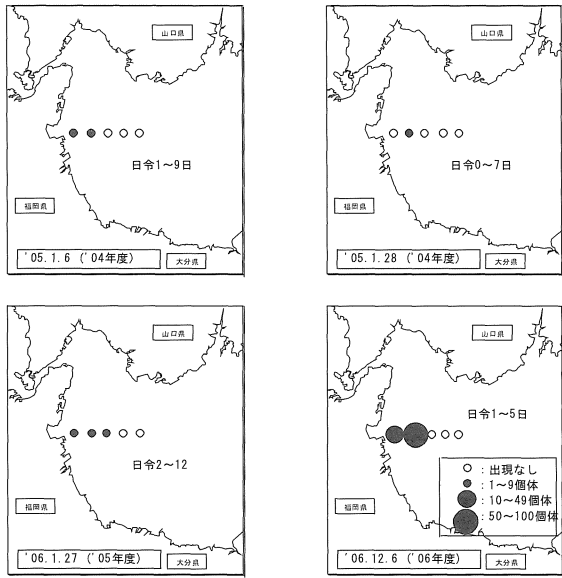 山口県
日令1～9日
福岡県
'05.1.6 ('04年度)
大分県
山口県
日令0～7日
福岡県
'05.1.28 ('04年度)
大分県
山口県
日令2～12
福岡県
'06.1.27 ('05年度)
大分県
山口県
日令1～5日
：出現なし
：1～9個体
：10～49個体
：50～100個体
福岡県
'06.12.6 ('06年度)
大分県